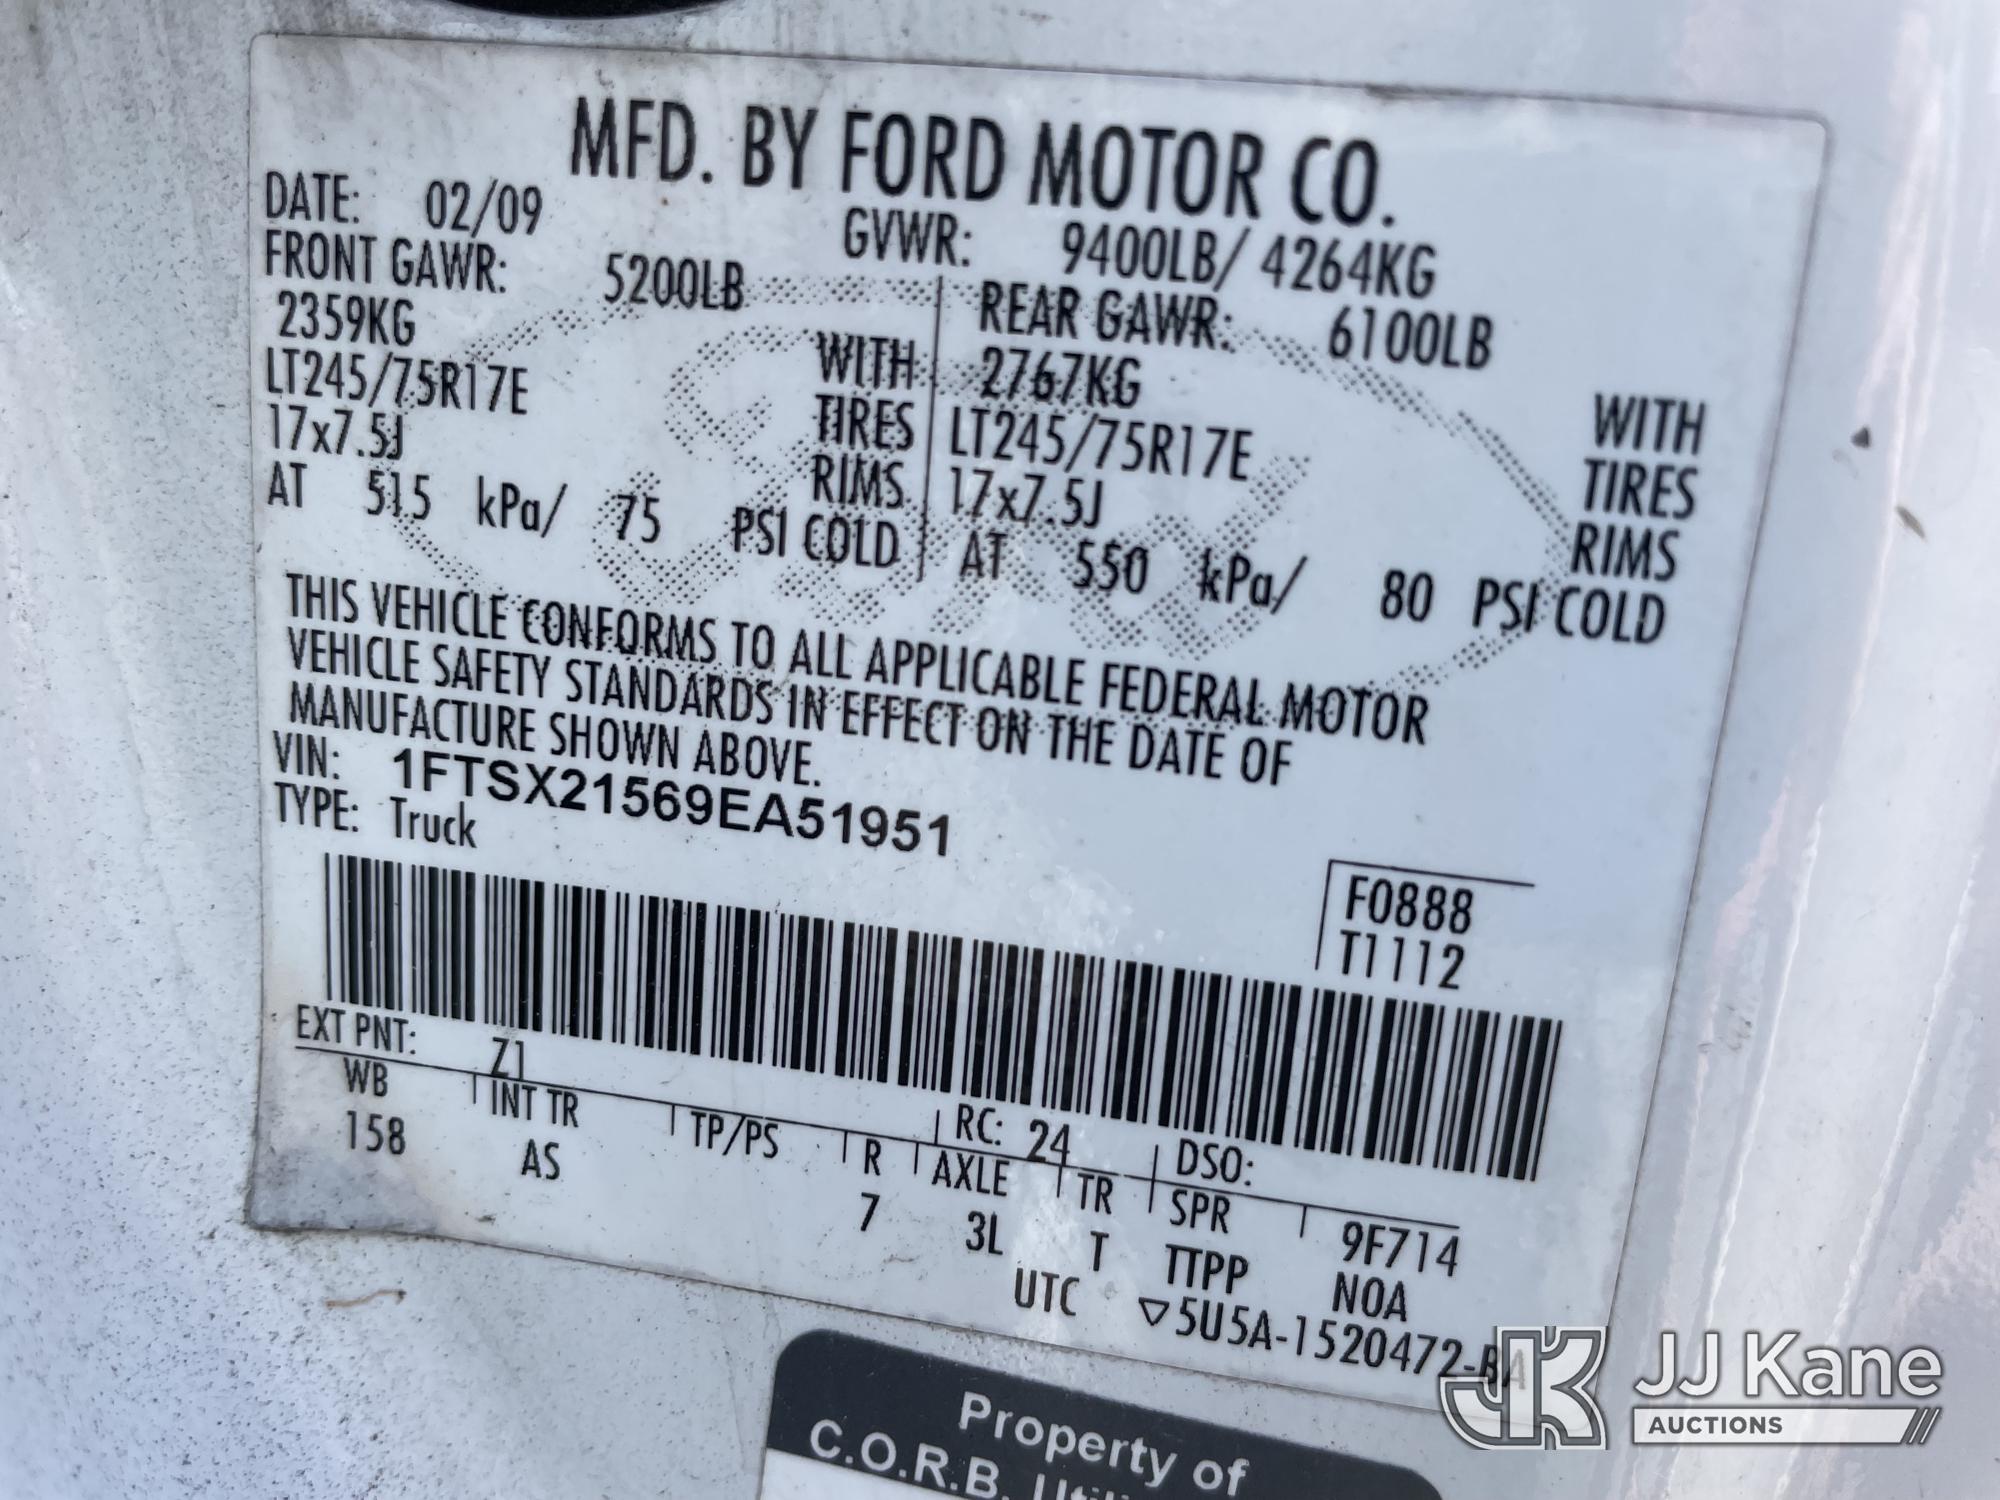 MFD. BY FORD MOTOR CO.
DATE: 02/09 GVWR: 9400LB/ 4264KG
FRONT GAWR: 5200LB REAR GAWR: 6100LB
2359KG WITH 2767KG WITH
LT245/75R17E TIRES LT245/75R17E TIRES
17x7.5J RIMS 17x7.5J RIMS
AT 515 kPa/ 75 PSI COLD AT 550 kPa/ 80 PSI COLD
THIS VEHICLE CONFORMS TO ALL APPLICABLE FEDERAL MOTOR
VEHICLE SAFETY STANDARDS IN EFFECT ON THE DATE OF
MANUFACTURE SHOWN ABOVE.
VIN: 1FTSX21569EA51951
TYPE: Truck
F0888
T1112
EXT PNT: Z1 RC: 24 DSO:
WB INT TR TP/PS R AXLE TR SPR 9F714
158 AS 7 3L T TTPP NOA
UTC ▽5U5A-1520472-BA
Property of
C.O.R.B.
JJ Kane
AUCTIONS